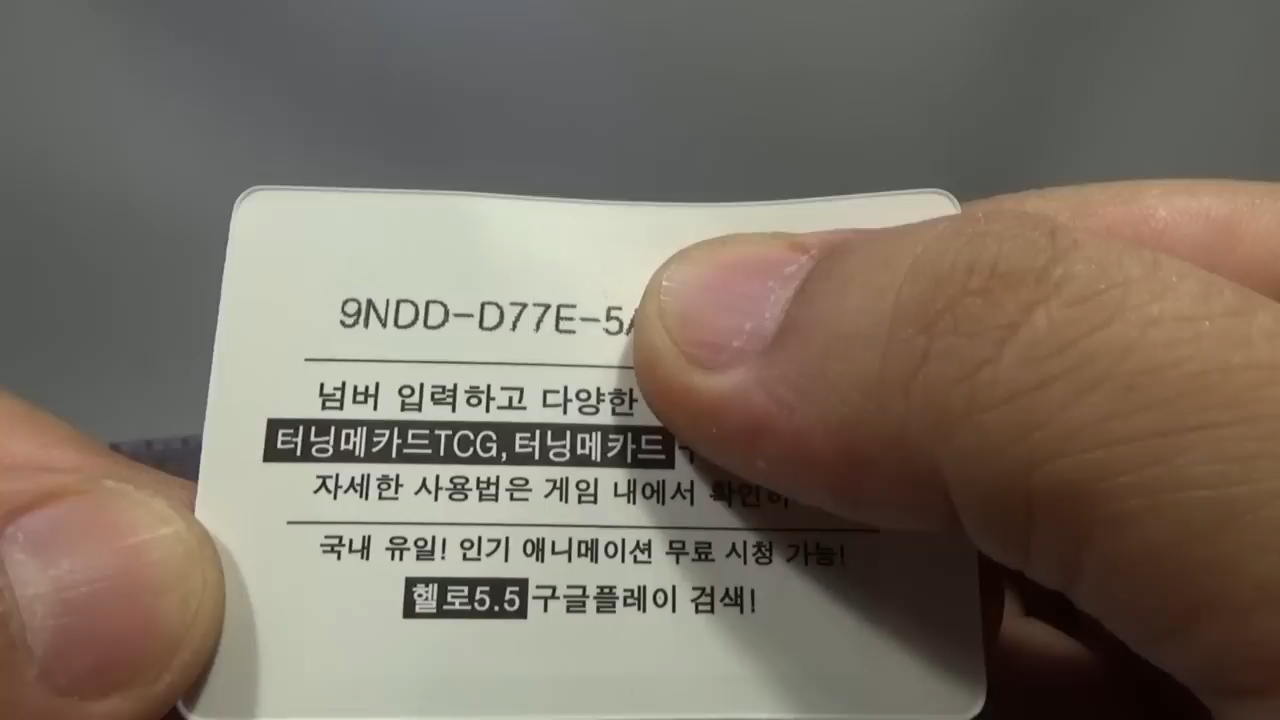 9NDD-D77E-5
넘버 입력하고 다양한
터닝메카드TCG,터닝메카드
자세한 사용법은 게임 내에서
국내 유일! 인기 애니메이션 무료 시청 가능!
헬로5.5 구글플레이 검색!